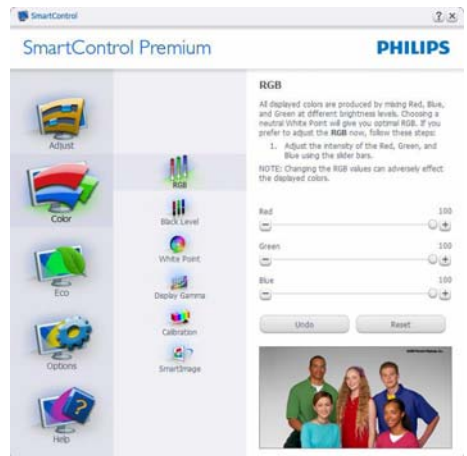 SmartControl
SmartControl Premium
PHILIPS
Adjust
Color
Eco
Options
Help
RGB
Black Level
White Point
Display Gamma
Calibration
SmartImage
RGB
All displayed colors are produced by mixing Red, Blue,
and Green at different brightness levels. Choosing a
neutral White Point will give you optimal RGB. If you
prefer to adjust the RGB now, follow these steps:
1. Adjust the intensity of the Red, Green, and
Blue using the slider bars.
NOTE: Changing the RGB values can adversely effect
the displayed colors.
Red 100
Green 100
Blue 100
Undo Reset